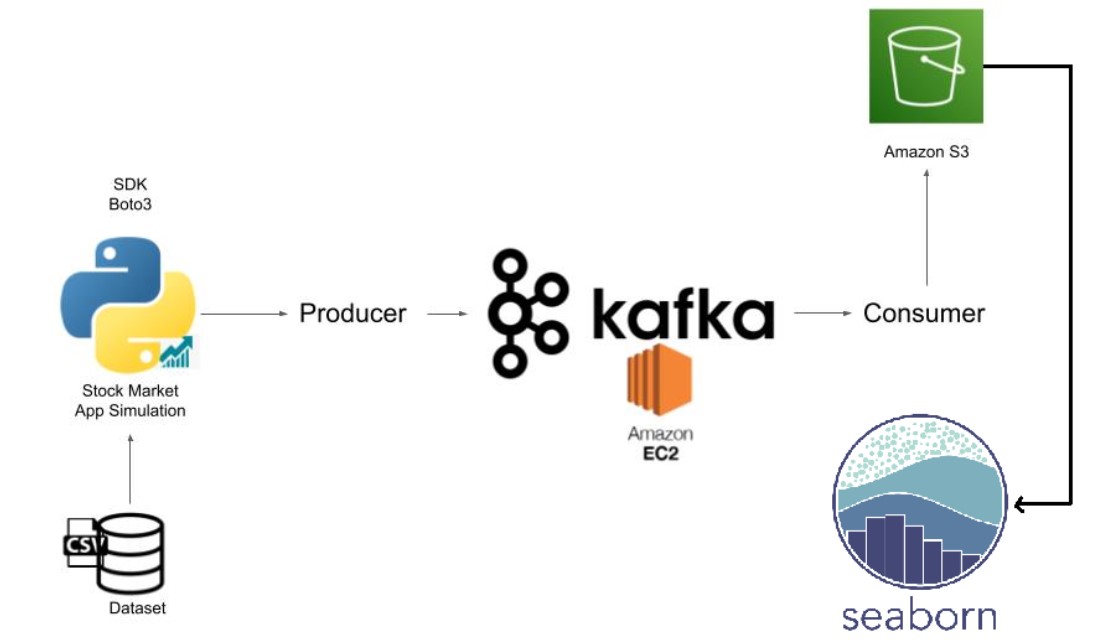 Amazon S3
SDK
Boto3
Producer
kafka
Consumer
Stock Market
App Simulation
Amazon
EC2
CSV
Dataset
seaborn